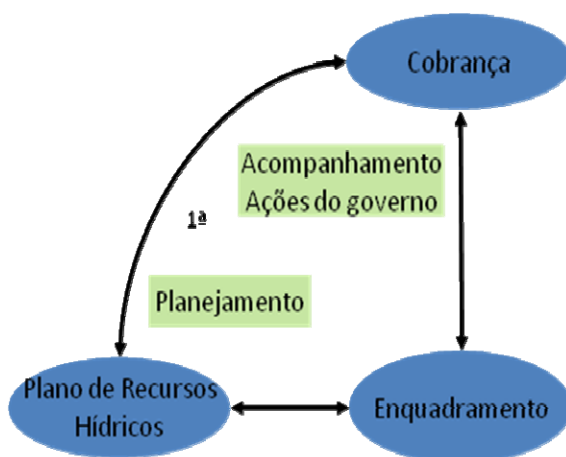 Cobrança
Acompanhamento
Ações do governo
1ª
Planejamento
Plano de Recursos
Hídricos
Enquadramento